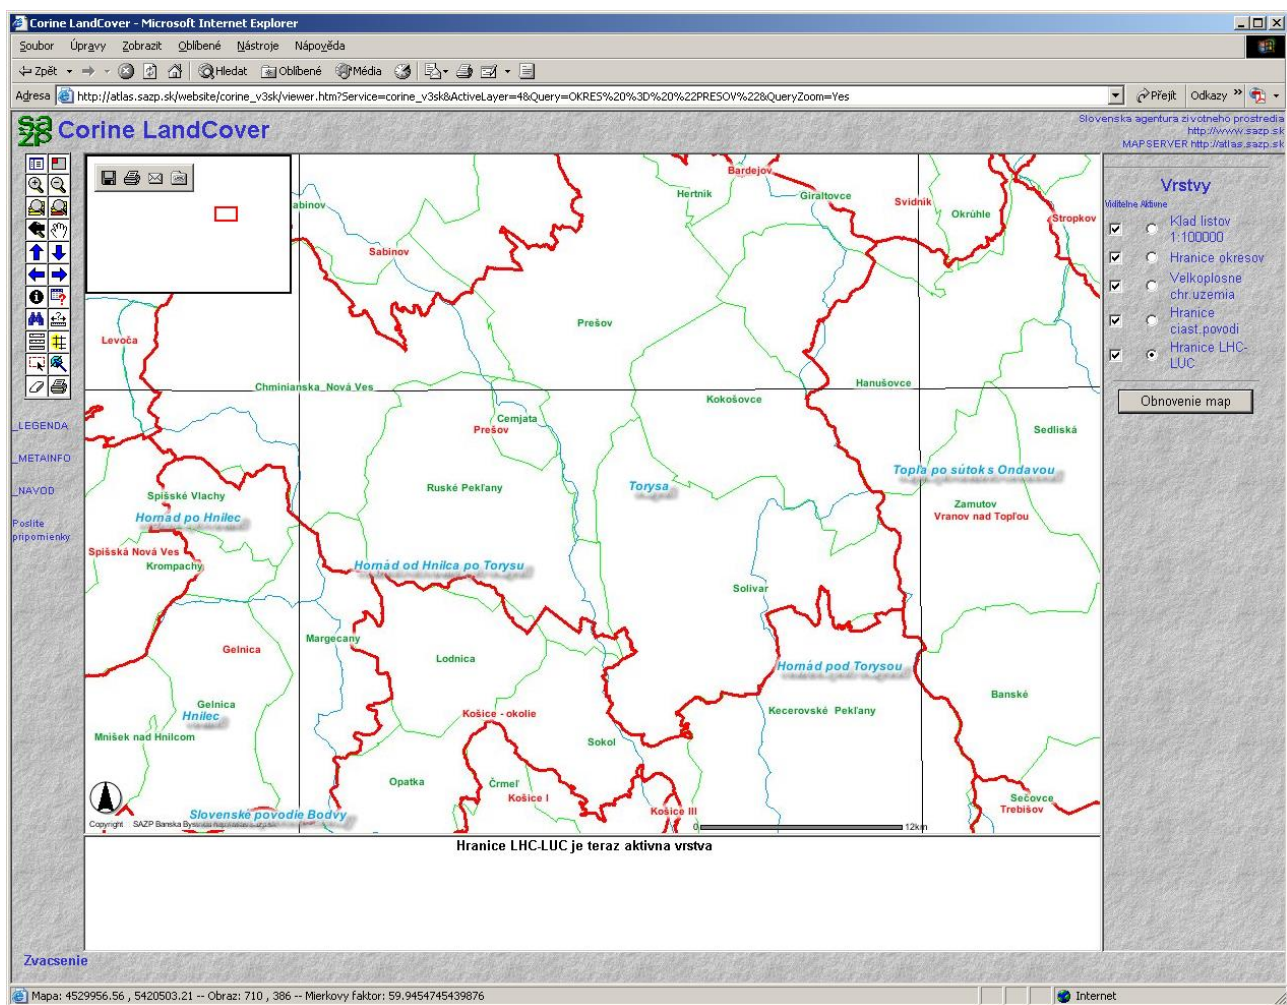 Corine LandCover - Microsoft Internet Explorer
Soubor Úpravy Zobrazit Oblíbené Nástroje Nápověda
Zpět Hledat Oblíbené Média
Adresa http://atlas.sazp.sk/website/corine_v3sk/viewer.htm?Service=corine_v3sk&ActiveLayer=4&Query=OKRES%20%3D%20%22PRESOV%22&QueryZoom=Yes Přejít Odkazy »
sazp Corine LandCover
Slovenska agentura zivotneho prostredia
http://www.sazp.sk
MAPSERVER http://atlas.sazp.sk
_LEGENDA
_METAINFO
_NAVOD
Poslite
pripomienky
Bardejov
Hertník
Giraltovce
Svidník
Okrúhle
Stropkov
Sabinov
Prešov
Levoča
Chminianska_Nová Ves
Hanušovce
Kokošovce
Cemjata
Prešov
Sedliská
Topľa po sútok s Ondavou
Ruské Pekľany
Torysa
Spišské Vlachy
Zamutov
Vranov nad Topľou
Hornád po Hnilec
Spišská Nová Ves
Krompachy
Hornád od Hnilca po Torysu
Solivar
Margecany
Gelnica
Lodnica
Hornád pod Torysou
Banské
Gelnica
Hnilec
Košice - okolie
Kecerovské Pekľany
Mníšek nad Hnilcom
Sokol
Opatka
Črmeľ
Košice I
Sečovce
Trebišov
Košice III
Slovenské povodie Bodvy
Copyright SAZP Banska
0 12km
Hranice LHC-LUC je teraz aktivna vrstva
Vrstvy
Viditelne Aktivne
Klad listov
1:100000
Hranice okresov
Velkoplosne
chr.uzemia
Hranice
ciast.povodi
Hranice LHC-
LUC
Obnovenie map
Zvacsenie
Mapa: 4529956.56 , 5420503.21 -- Obraz: 710 , 386 -- Mierkovy faktor: 59.9454745439876
Internet